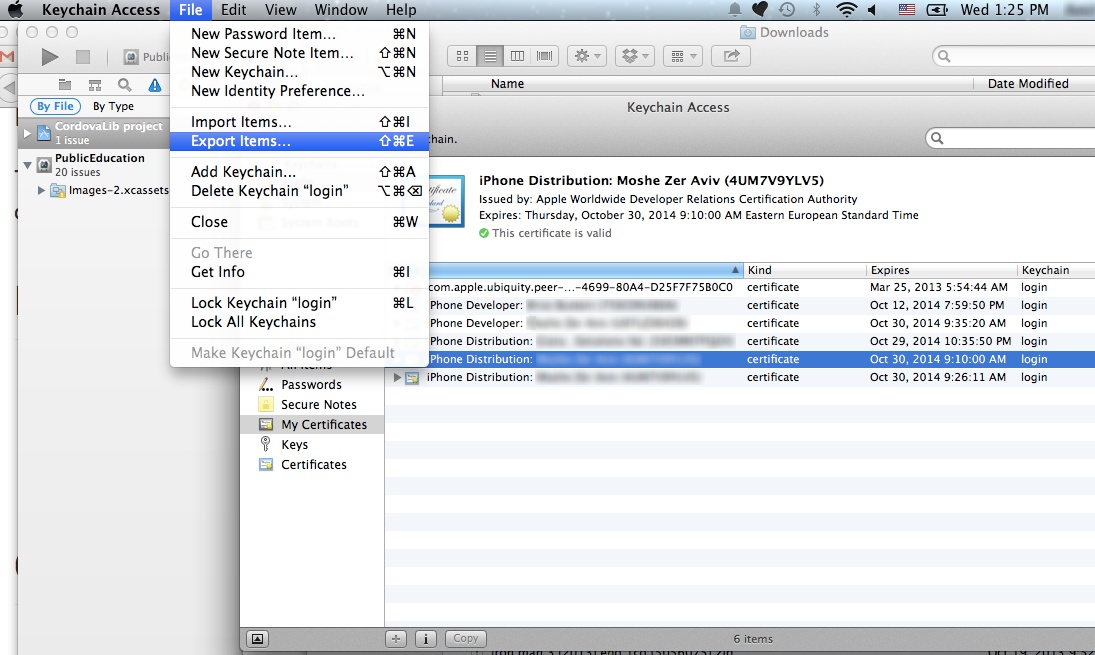 Keychain Access File Edit View Window Help Wed 1:25 PM
New Password Item... ⌘N
New Secure Note Item... ⇧⌘N
New Keychain... ⌥⌘N
New Identity Preference...
Import Items... ⇧⌘I
Export Items... ⇧⌘E
Add Keychain... ⇧⌘A
Delete Keychain “login” ⌥⌘⌫
Close ⌘W
Go There
Get Info ⌘I
Lock Keychain “login” ⌘L
Lock All Keychains
Make Keychain “login” Default
Publi
By File By Type
CordovaLib project
1 issue
PublicEducation
20 issues
Images-2.xcassets
Downloads
Name Date Modified
Keychain Access
chain.
iPhone Distribution: Moshe Zer Aviv (4UM7V9YLV5)
Issued by: Apple Worldwide Developer Relations Certification Authority
Expires: Thursday, October 30, 2014 9:10:00 AM Eastern European Standard Time
This certificate is valid
Kind Expires Keychain
com.apple.ubiquity.peer-...-4699-80A4-D25F7F75B0C0 certificate Mar 25, 2013 5:54:44 AM login
iPhone Developer: certificate Oct 12, 2014 7:59:50 PM login
iPhone Developer: certificate Oct 30, 2014 9:35:20 AM login
iPhone Distribution: certificate Oct 29, 2014 10:35:50 PM login
iPhone Distribution: certificate Oct 30, 2014 9:10:00 AM login
iPhone Distribution: certificate Oct 30, 2014 9:26:11 AM login
All Items
Passwords
Secure Notes
My Certificates
Keys
Certificates
Copy
6 items